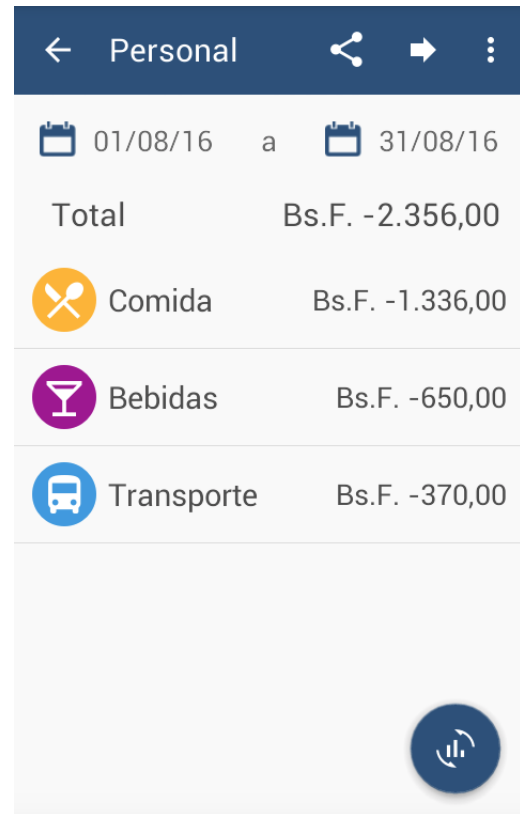 Personal
01/08/16 a 31/08/16
Total Bs.F. -2.356,00
Comida Bs.F. -1.336,00
Bebidas Bs.F. -650,00
Transporte Bs.F. -370,00